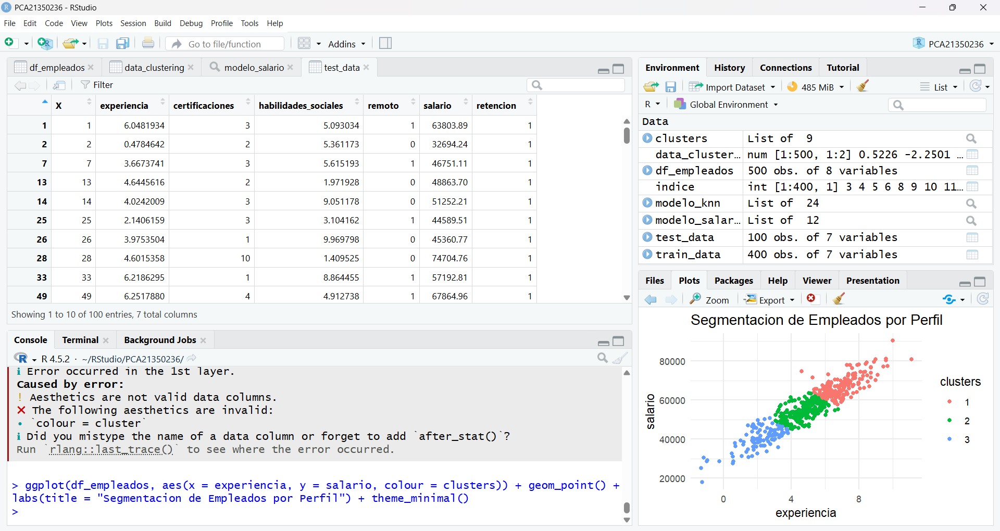 PCA21350236 - RStudio
File Edit Code View Plots Session Build Debug Profile Tools Help
Go to file/function
Addins
PCA21350236
df_empleados
data_clustering
modelo_salario
test_data
Filter
X experiencia certificaciones habilidades_sociales remoto salario retencion
1 1 6.0481934 3 5.093034 1 63803.89 1
2 2 0.4784642 2 5.361173 0 32694.24 1
7 7 3.6673741 3 5.615193 1 46751.11 1
13 13 4.6445616 2 1.971928 0 48863.70 1
14 14 4.0242009 3 9.051178 0 51252.21 1
25 25 2.1406159 3 3.104162 1 44589.51 1
26 26 3.9753504 1 9.969798 0 45360.77 1
28 28 4.6015358 10 1.409525 0 74704.76 1
33 33 6.2186295 1 8.864455 1 57192.81 1
49 49 6.2517880 4 4.912738 1 67864.96 1
Showing 1 to 10 of 100 entries, 7 total columns
Console Terminal Background Jobs
R 4.5.2 · ~/RStudio/PCA21350236/
i Error occurred in the 1st layer.
Caused by error:
! Aesthetics are not valid data columns.
✖ The following aesthetics are invalid:
• `colour = cluster`
i Did you mistype the name of a data column or forget to add `after_stat()`?
Run `rlang::last_trace()` to see where the error occurred.
> ggplot(df_empleados, aes(x = experiencia, y = salario, colour = clusters)) + geom_point() +
labs(title = "Segmentacion de Empleados por Perfil") + theme_minimal()
>
Environment History Connections Tutorial
Import Dataset 485 MiB List
R Global Environment
Data
clusters List of 9
data_cluster… num [1:500, 1:2] 0.5226 -2.2501 …
df_empleados 500 obs. of 8 variables
indice int [1:400, 1] 3 4 5 6 8 9 10 11…
modelo_knn List of 24
modelo_salar… List of 12
test_data 100 obs. of 7 variables
train_data 400 obs. of 7 variables
Files Plots Packages Help Viewer Presentation
Zoom Export
Segmentacion de Empleados por Perfil
80000
60000
40000
20000
salario
0 4 8
experiencia
clusters
1
2
3